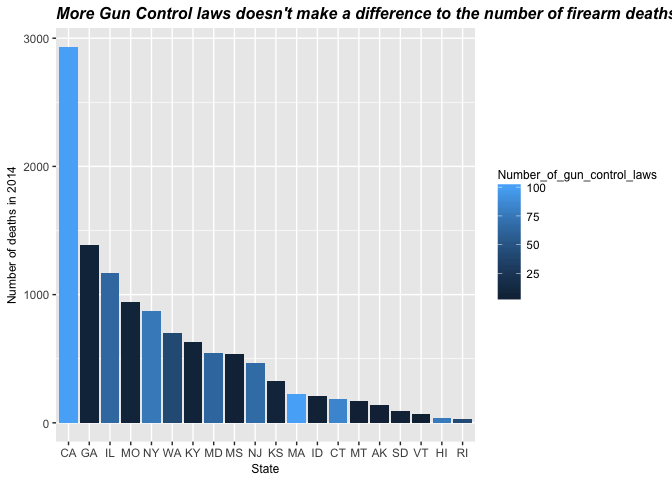 More Gun Control laws doesn't make a difference to the number of firearm deaths
3000
2000
1000
0
Number of deaths in 2014
CA GA IL MO NY WA KY MD MS NJ KS MA ID CT MT AK SD VT HI RI
State
Number_of_gun_control_laws
100
75
50
25